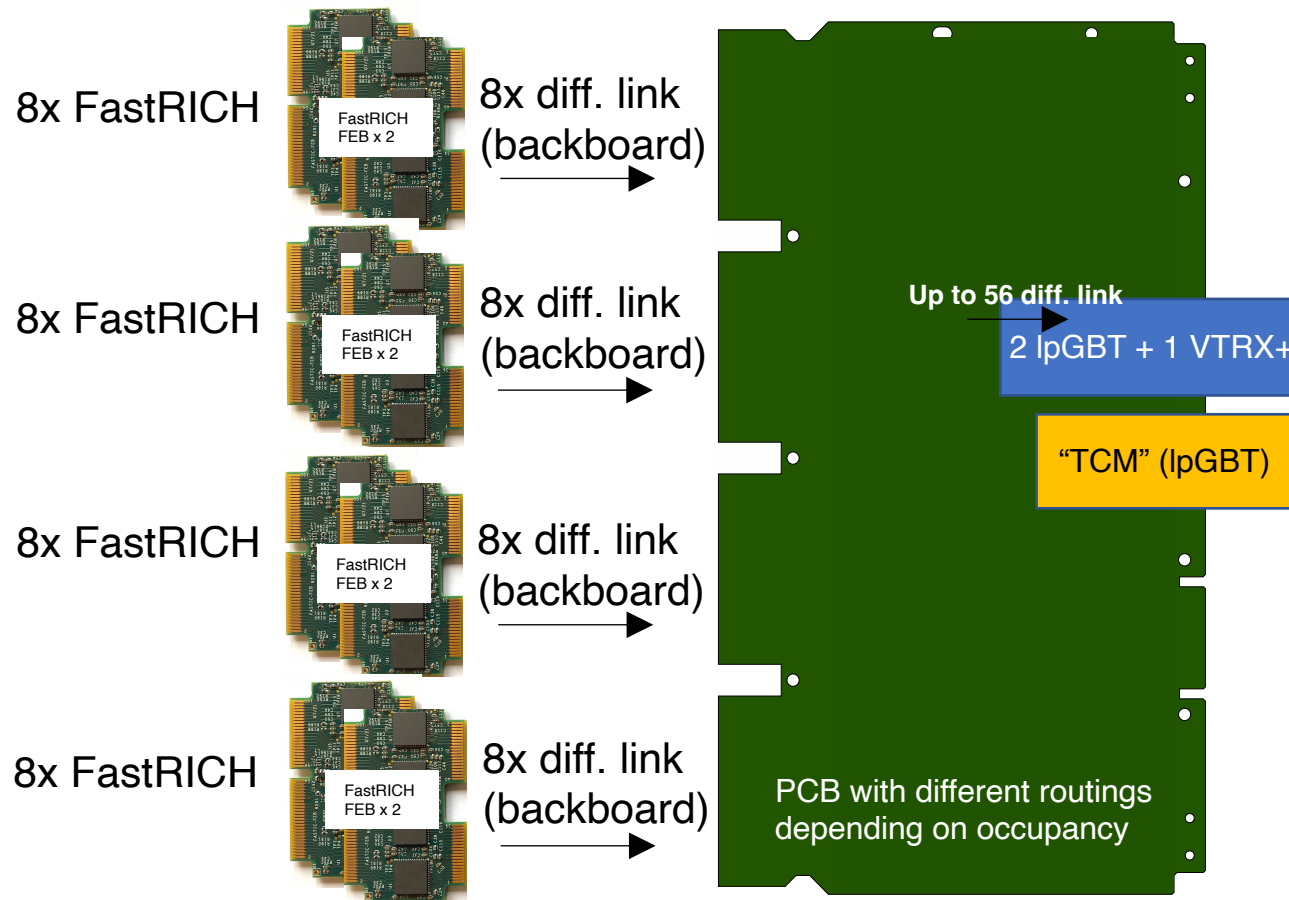 8x FastRICH
FastRICH
FEB x 2
8x diff. link
(backboard)
8x FastRICH
FastRICH
FEB x 2
8x diff. link
(backboard)
Up to 56 diff. link
2 lpGBT + 1 VTRX+
“TCM” (lpGBT)
8x FastRICH
FastRICH
FEB x 2
8x diff. link
(backboard)
8x FastRICH
FastRICH
FEB x 2
8x diff. link
(backboard)
PCB with different routings
depending on occupancy